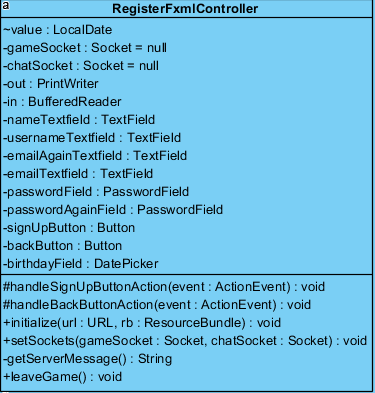 a
RegisterFxmlController
~value : LocalDate
-gameSocket : Socket = null
-chatSocket : Socket = null
-out : PrintWriter
-in : BufferedReader
-nameTextfield : TextField
-usernameTextfield : TextField
-emailAgainTextfield : TextField
-emailTextfield : TextField
-passwordField : PasswordField
-passwordAgainField : PasswordField
-signUpButton : Button
-backButton : Button
-birthdayField : DatePicker
#handleSignUpButtonAction(event : ActionEvent) : void
#handleBackButtonAction(event : ActionEvent) : void
+initialize(url : URL, rb : ResourceBundle) : void
+setSockets(gameSocket : Socket, chatSocket : Socket) : void
-getServerMessage() : String
+leaveGame() : void